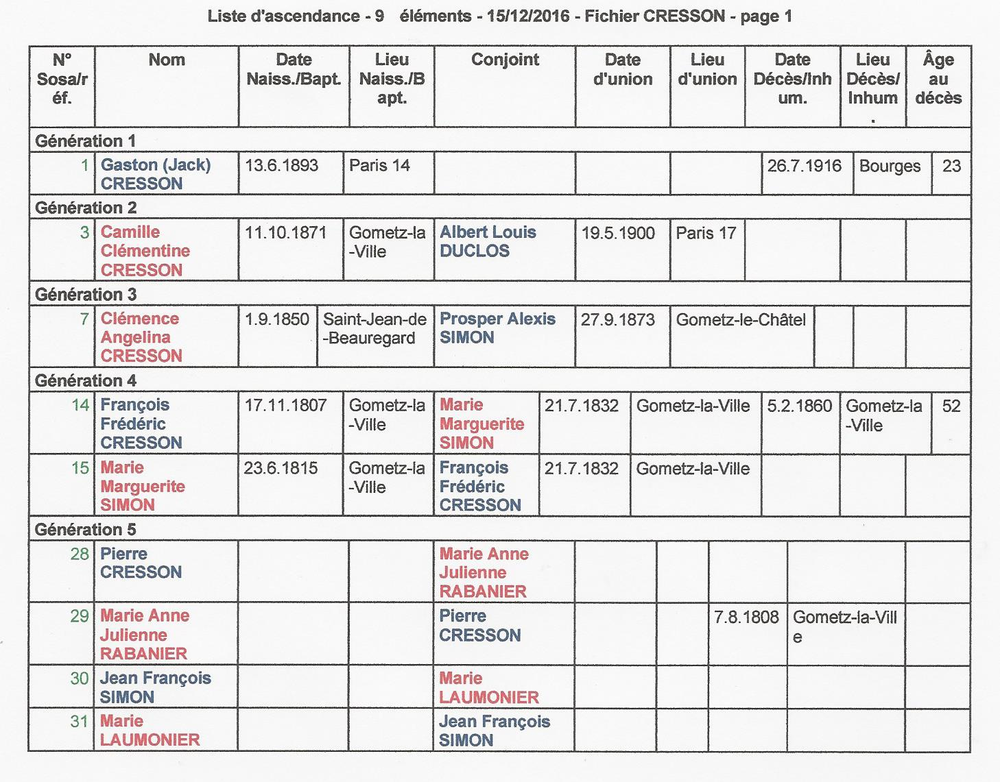 Liste d'ascendance - 9 éléments - 15/12/2016 - Fichier CRESSON - page 1
N° Sosa/r éf. Nom Date Naiss./Bapt. Lieu Naiss./B apt. Conjoint Date d'union Lieu d'union Date Décès/Inh um. Lieu Décès/ Inhum . Âge au décès
Génération 1
1 Gaston (Jack) CRESSON 13.6.1893 Paris 14 26.7.1916 Bourges 23
Génération 2
3 Camille Clémentine CRESSON 11.10.1871 Gometz-la -Ville Albert Louis DUCLOS 19.5.1900 Paris 17
Génération 3
7 Clémence Angelina CRESSON 1.9.1850 Saint-Jean-de -Beauregard Prosper Alexis SIMON 27.9.1873 Gometz-le-Châtel
Génération 4
14 François Frédéric CRESSON 17.11.1807 Gometz-la -Ville Marie Marguerite SIMON 21.7.1832 Gometz-la-Ville 5.2.1860 Gometz-la -Ville 52
15 Marie Marguerite SIMON 23.6.1815 Gometz-la -Ville François Frédéric CRESSON 21.7.1832 Gometz-la-Ville
Génération 5
28 Pierre CRESSON Marie Anne Julienne RABANIER
29 Marie Anne Julienne RABANIER Pierre CRESSON 7.8.1808 Gometz-la-Vill e
30 Jean François SIMON Marie LAUMONIER
31 Marie LAUMONIER Jean François SIMON